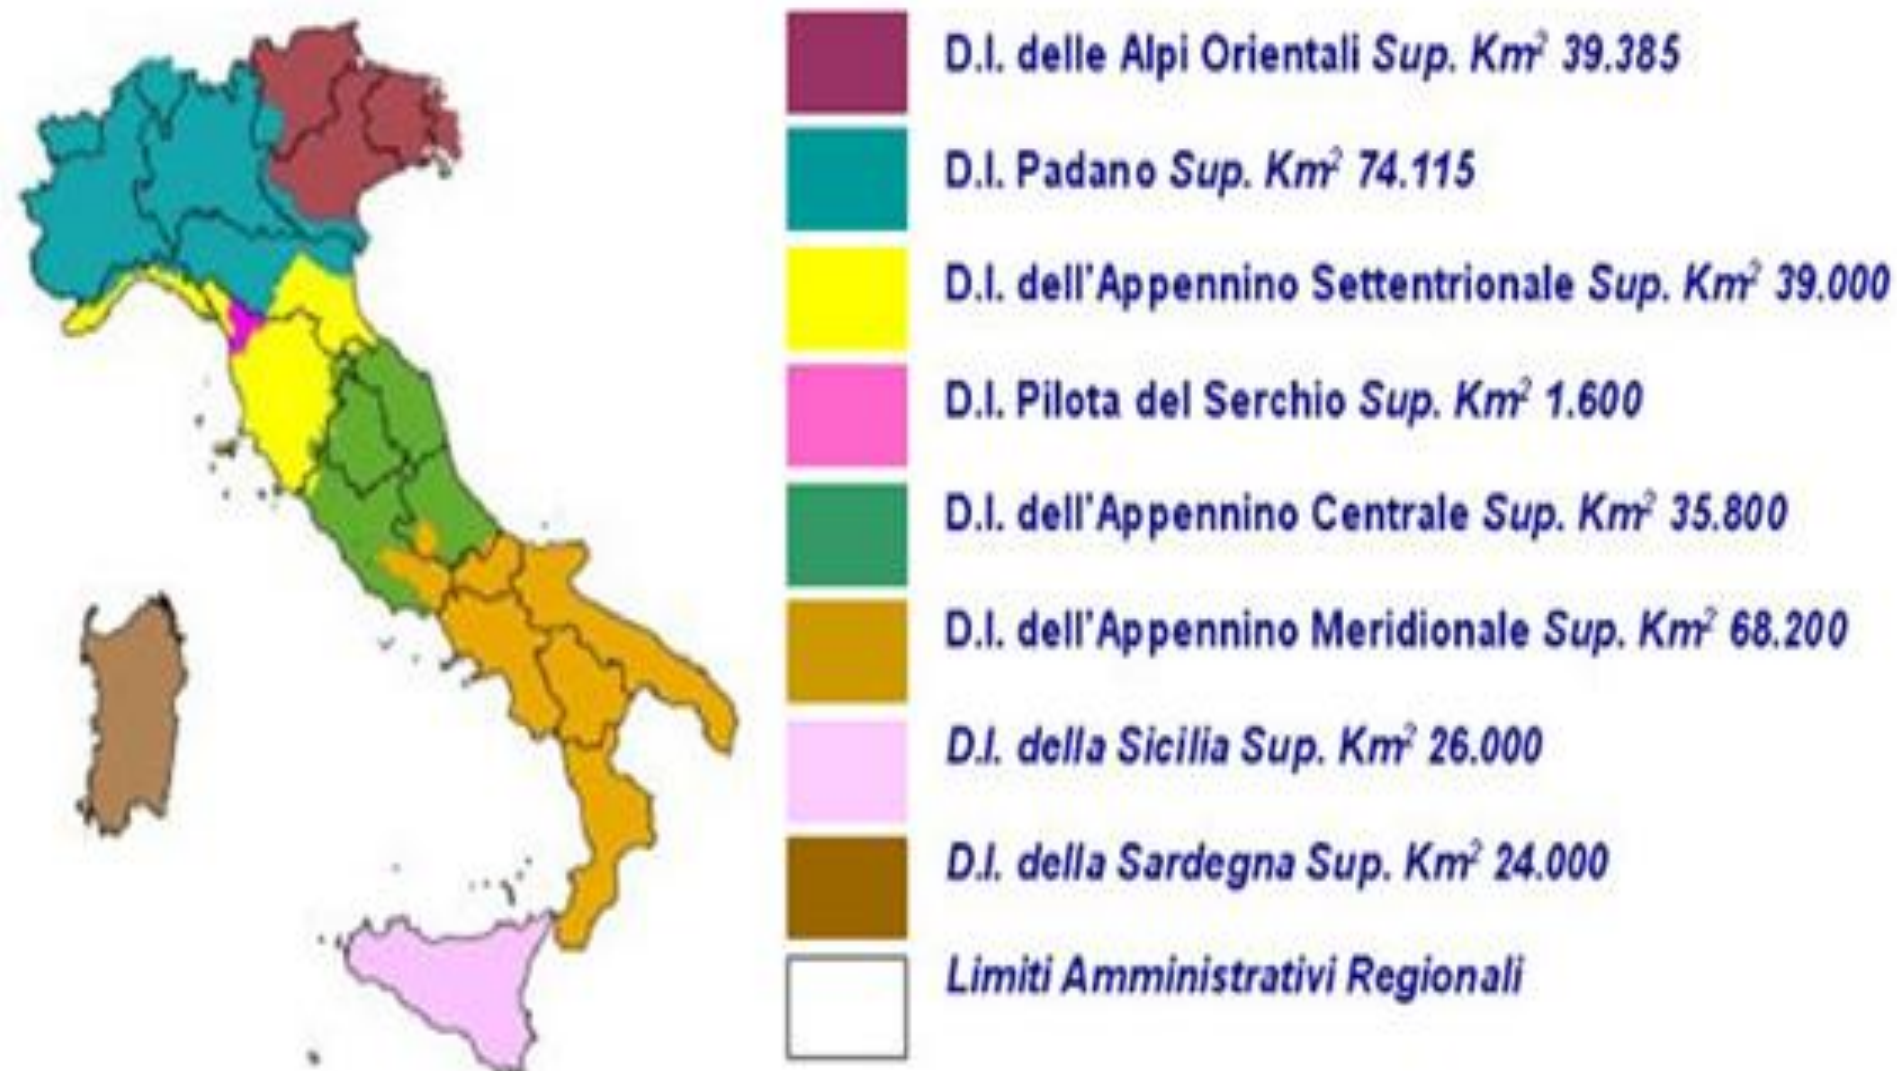 D.I. delle Alpi Orientali Sup. Km² 39.385
D.I. Padano Sup. Km² 74.115
D.I. dell'Appennino Settentrionale Sup. Km² 39.000
D.I. Pilota del Serchio Sup. Km² 1.600
D.I. dell'Appennino Centrale Sup. Km² 35.800
D.I. dell'Appennino Meridionale Sup. Km² 68.200
D.I. della Sicilia Sup. Km² 26.000
D.I. della Sardegna Sup. Km² 24.000
Limiti Amministrativi Regionali